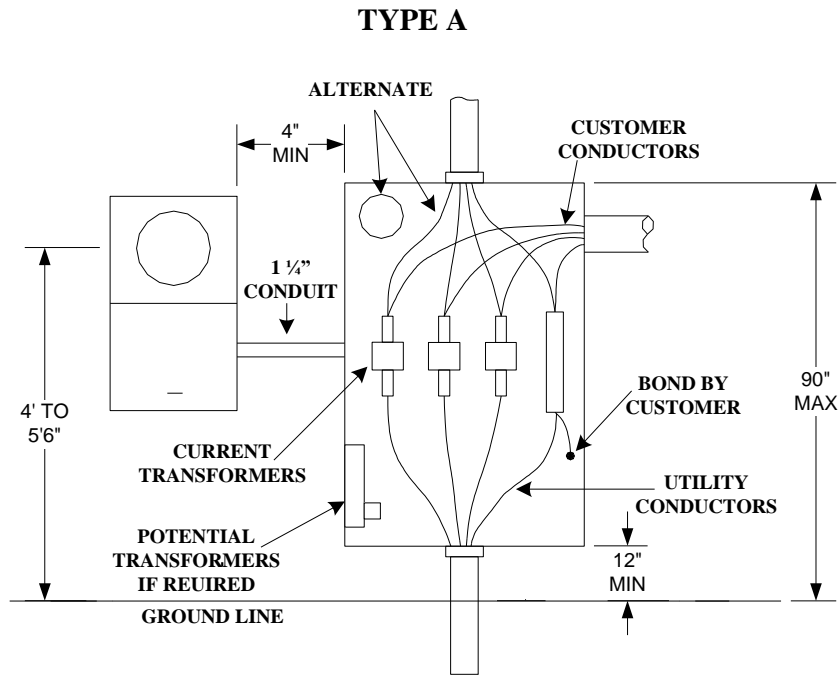 TYPE A
ALTERNATE
4"
MIN
CUSTOMER
CONDUCTORS
1 ¼”
CONDUIT
4' TO
5'6"
BOND BY
CUSTOMER
90"
MAX
CURRENT
TRANSFORMERS
UTILITY
CONDUCTORS
POTENTIAL
TRANSFORMERS
IF REUIRED
12"
MIN
GROUND LINE